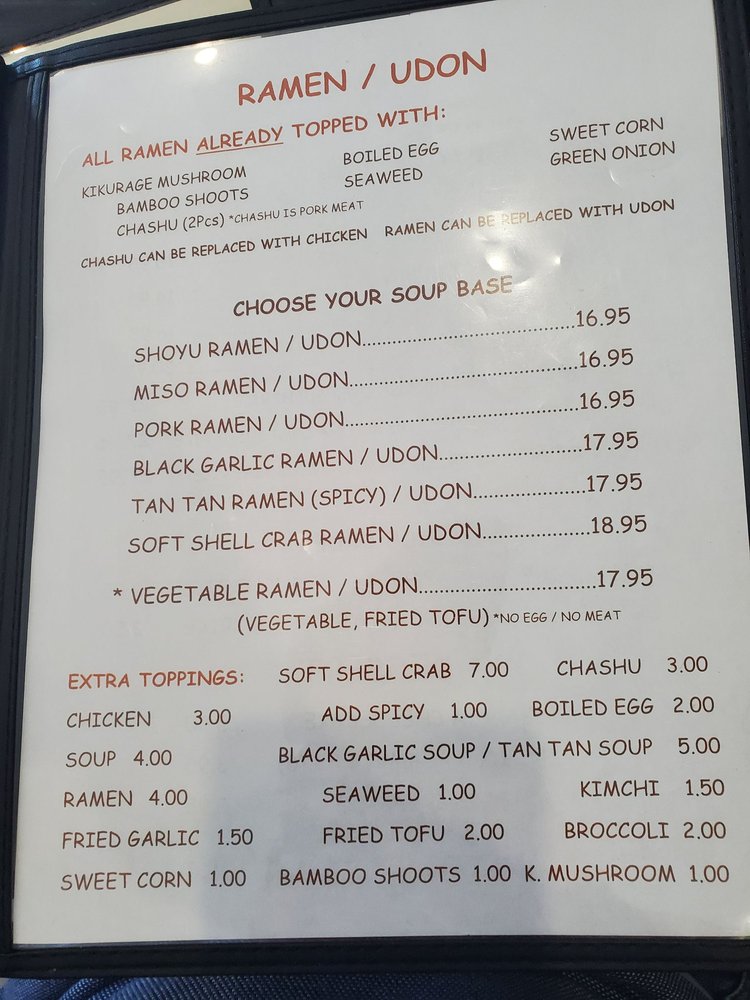 RAMEN / UDON
ALL RAMEN ALREADY TOPPED WITH:
KIKURAGE MUSHROOM BOILED EGG SWEET CORN
BAMBOO SHOOTS SEAWEED GREEN ONION
CHASHU (2Pcs) *CHASHU IS PORK MEAT
CHASHU CAN BE REPLACED WITH CHICKEN RAMEN CAN BE REPLACED WITH UDON
CHOOSE YOUR SOUP BASE
SHOYU RAMEN / UDON.....................................16.95
MISO RAMEN / UDON.......................................16.95
PORK RAMEN / UDON.......................................16.95
BLACK GARLIC RAMEN / UDON........................17.95
TAN TAN RAMEN (SPICY) / UDON...................17.95
SOFT SHELL CRAB RAMEN / UDON..................18.95
* VEGETABLE RAMEN / UDON..............................17.95
(VEGETABLE, FRIED TOFU) *NO EGG / NO MEAT
EXTRA TOPPINGS: SOFT SHELL CRAB 7.00 CHASHU 3.00
CHICKEN 3.00 ADD SPICY 1.00 BOILED EGG 2.00
SOUP 4.00 BLACK GARLIC SOUP / TAN TAN SOUP 5.00
RAMEN 4.00 SEAWEED 1.00 KIMCHI 1.50
FRIED GARLIC 1.50 FRIED TOFU 2.00 BROCCOLI 2.00
SWEET CORN 1.00 BAMBOO SHOOTS 1.00 K. MUSHROOM 1.00